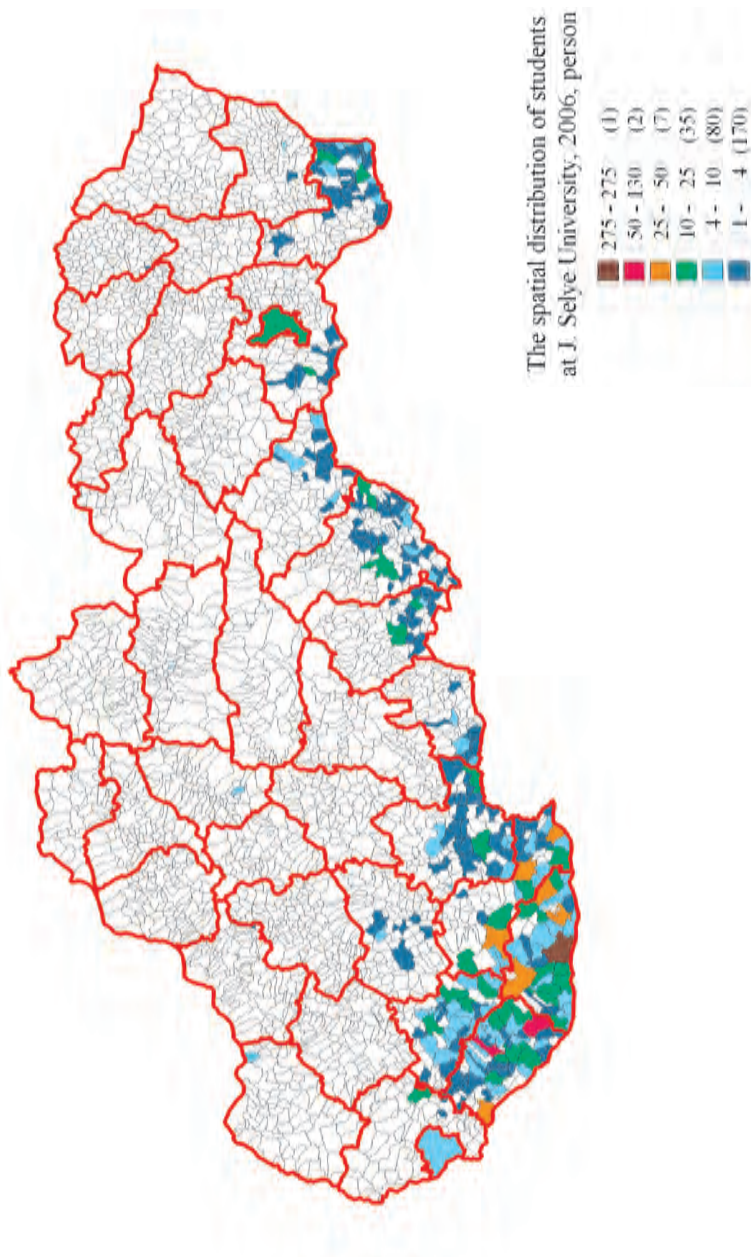 The spatial distribution of students
at J. Selye University, 2006, person
275 - 275 (1)
50 - 130 (2)
25 - 50 (7)
10 - 25 (35)
4 - 10 (80)
1 - 4 (170)